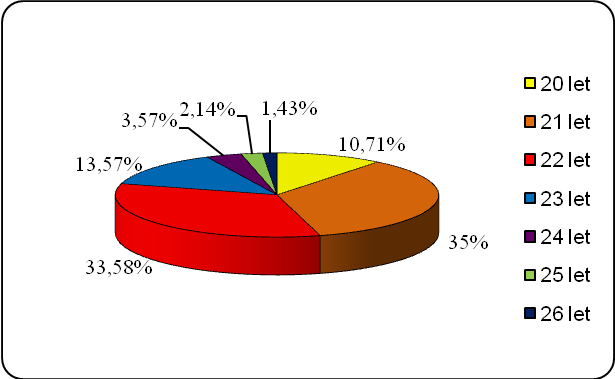 2,14%
1,43%
3,57%
10,71%
13,57%
35%
33,58%
20 let
21 let
22 let
23 let
24 let
25 let
26 let